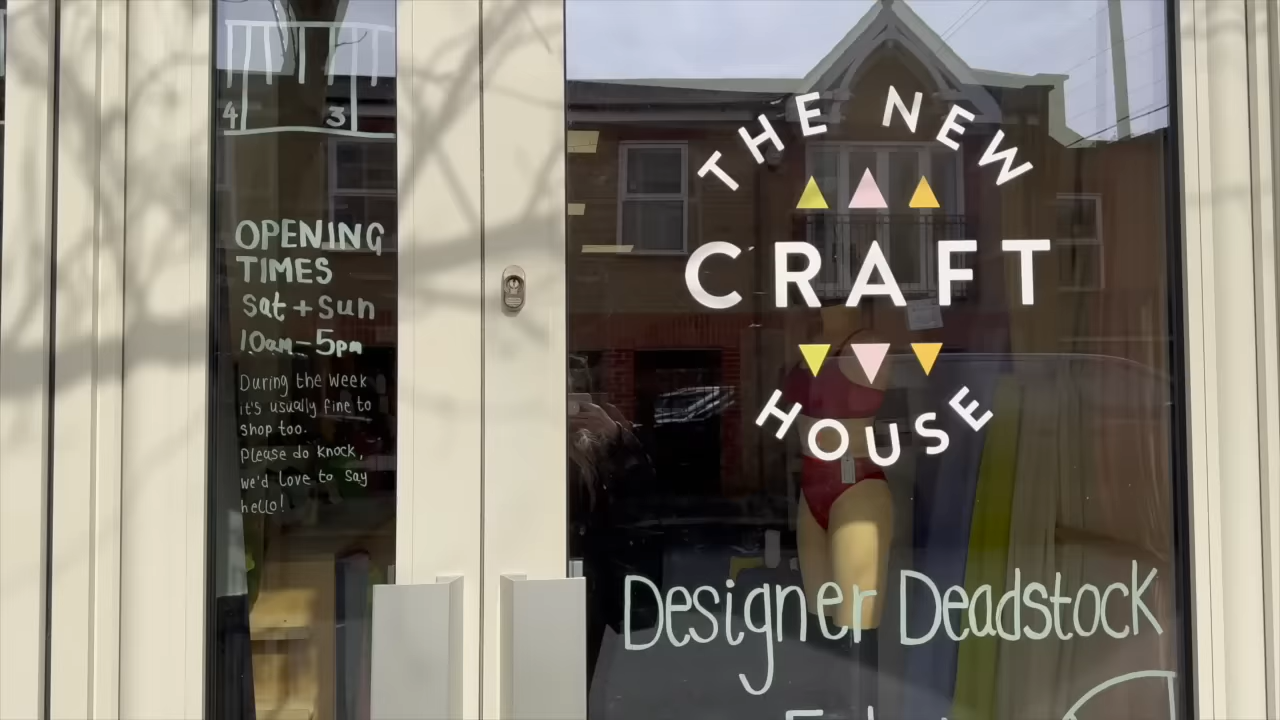 4 3
OPENING
TIMES
Sat + Sun
10am - 5pm
During the week
it's usually fine to
shop too.
Please do knock,
we'd love to say
hello!
THE NEW
CRAFT
HOUSE
Designer Deadstock